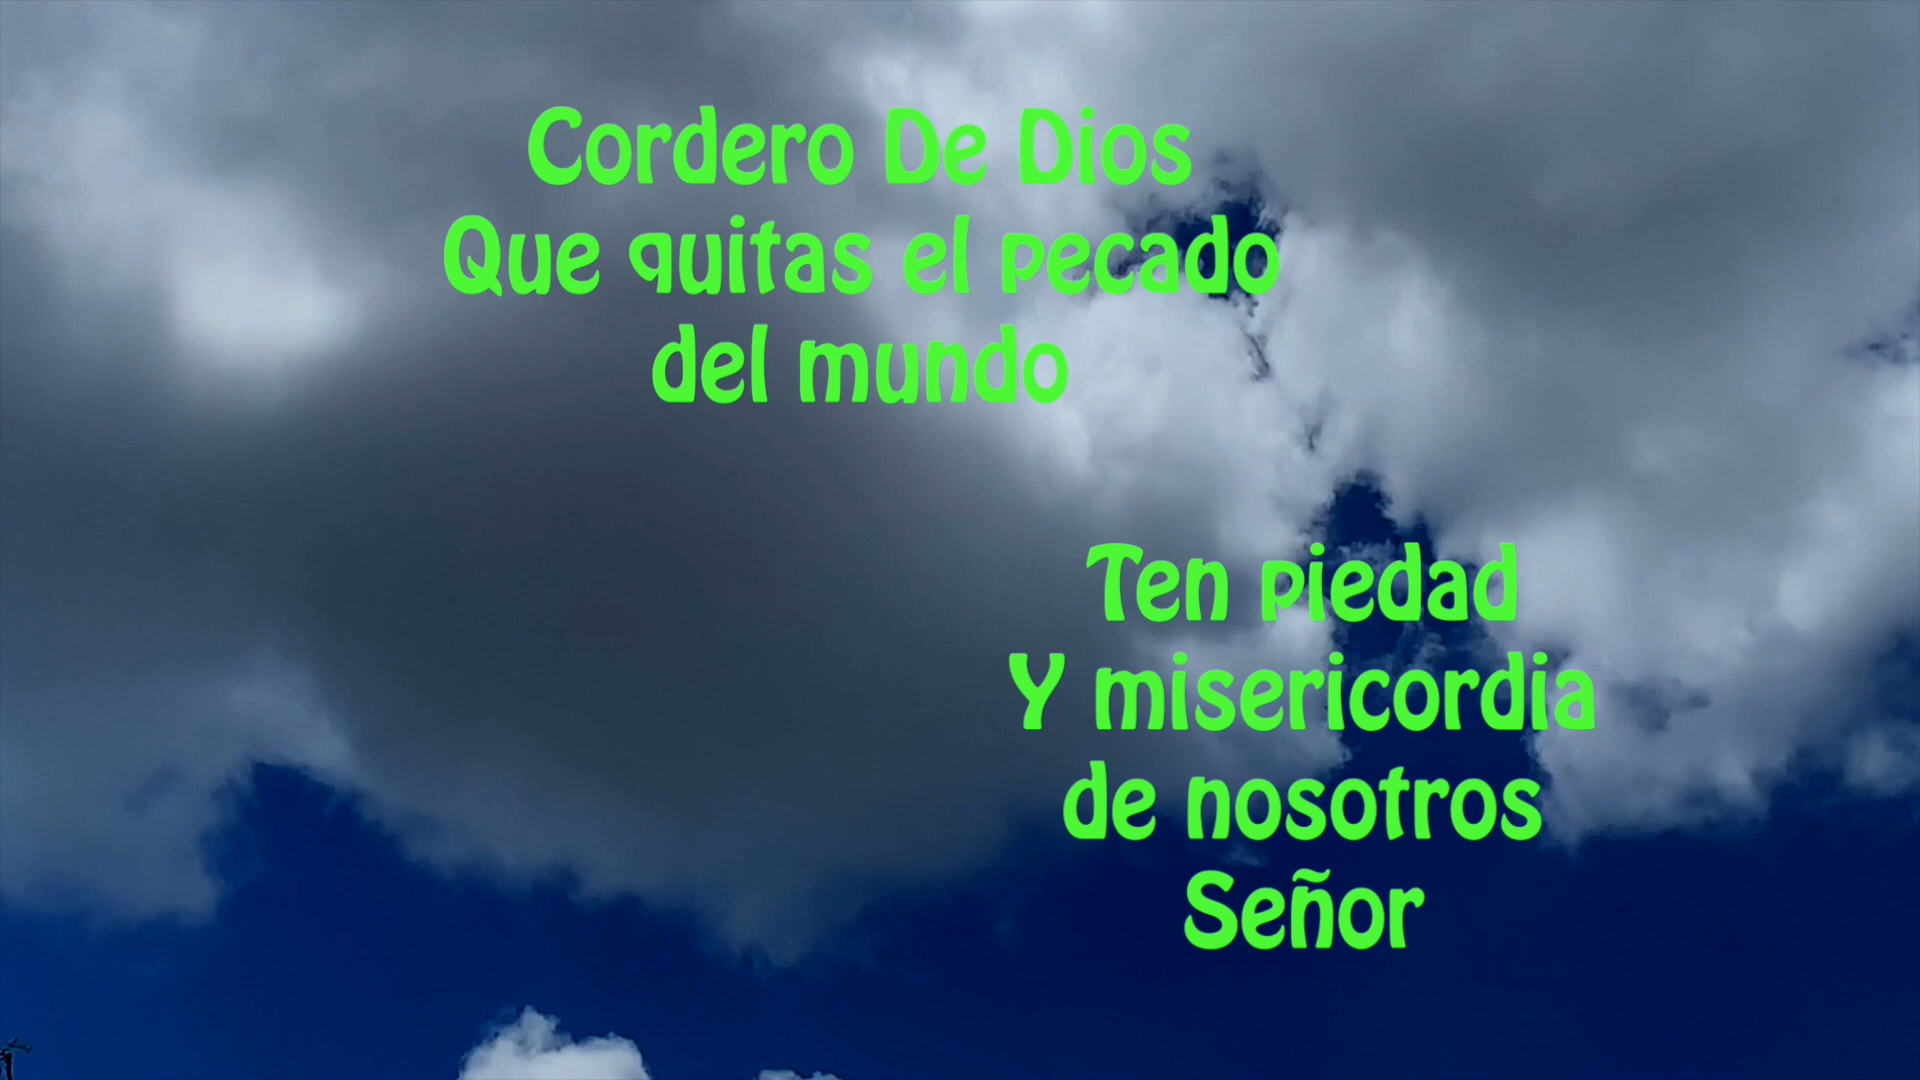 Cordero De Dios
Que quitas el pecado
del mundo
Ten piedad
Y misericordia
de nosotros
Señor